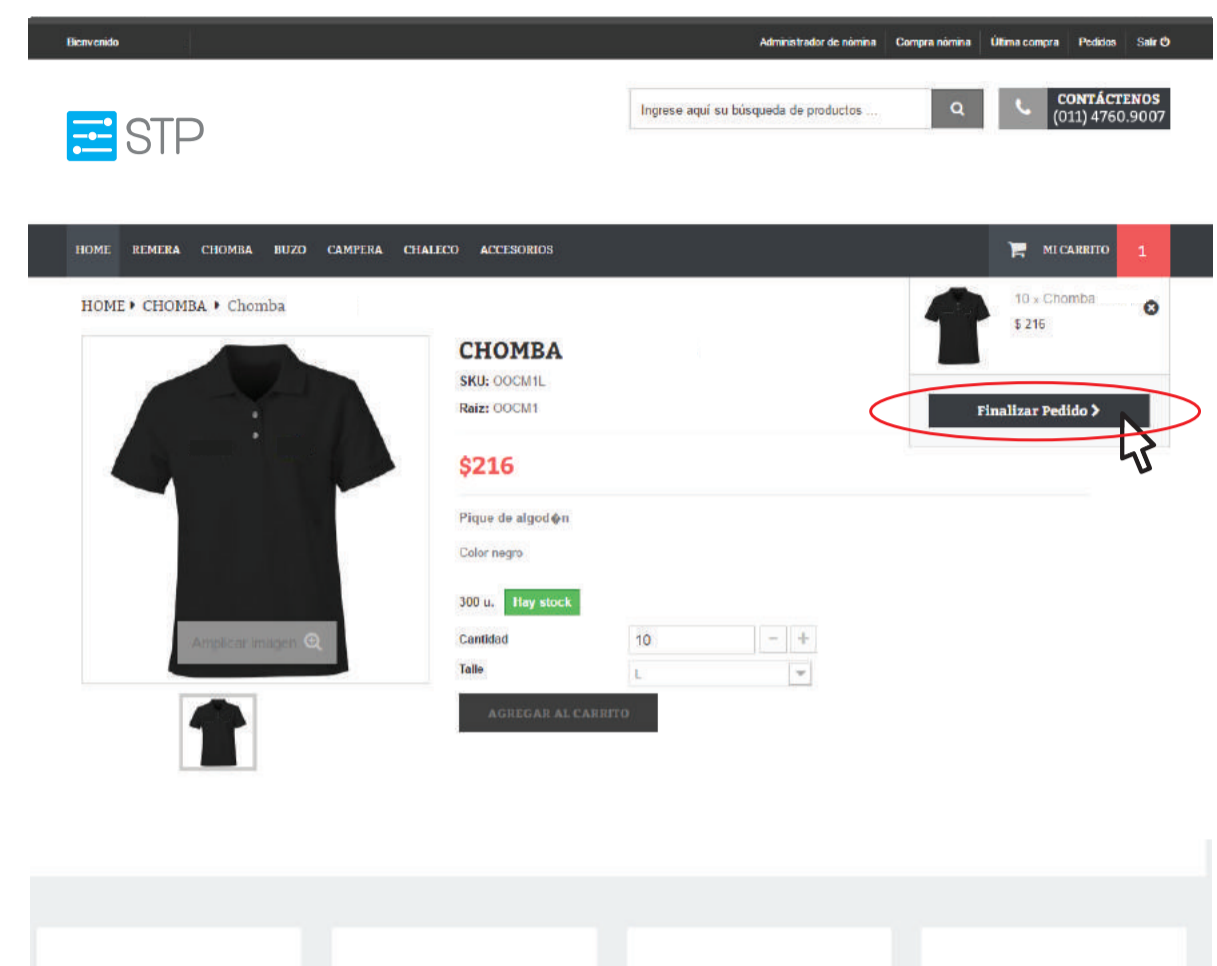 Bienvenido
Administrador de nómina Compra nómina Última compra Pedidos Salir
STP
Ingrese aquí su búsqueda de productos ...
CONTÁCTENOS
(011) 4760.9007
HOME REMERA CHOMBA BUZO CAMPERA CHALECO ACCESORIOS
MI CARRITO 1
HOME CHOMBA Chomba
10 x Chomba
$ 216
Finalizar Pedido
CHOMBA
SKU: OOCM1L
Raiz: OOCM1
$216
Pique de algod�n
Color negro
300 u. Hay stock
Cantidad 10 - +
Talle L
AGREGAR AL CARRITO
Ampliar imagen